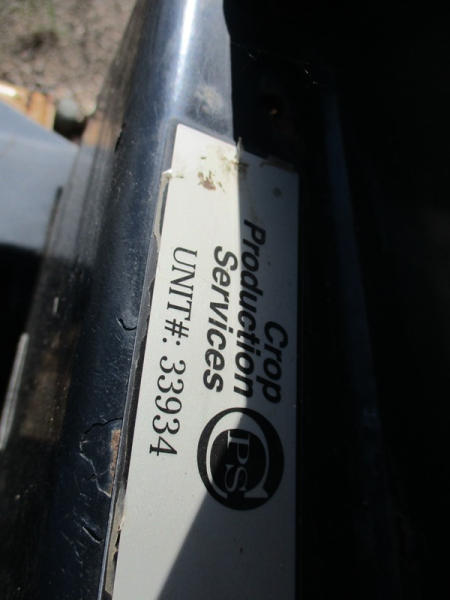 Crop
Production
Services
CPS
UNIT#: 33934